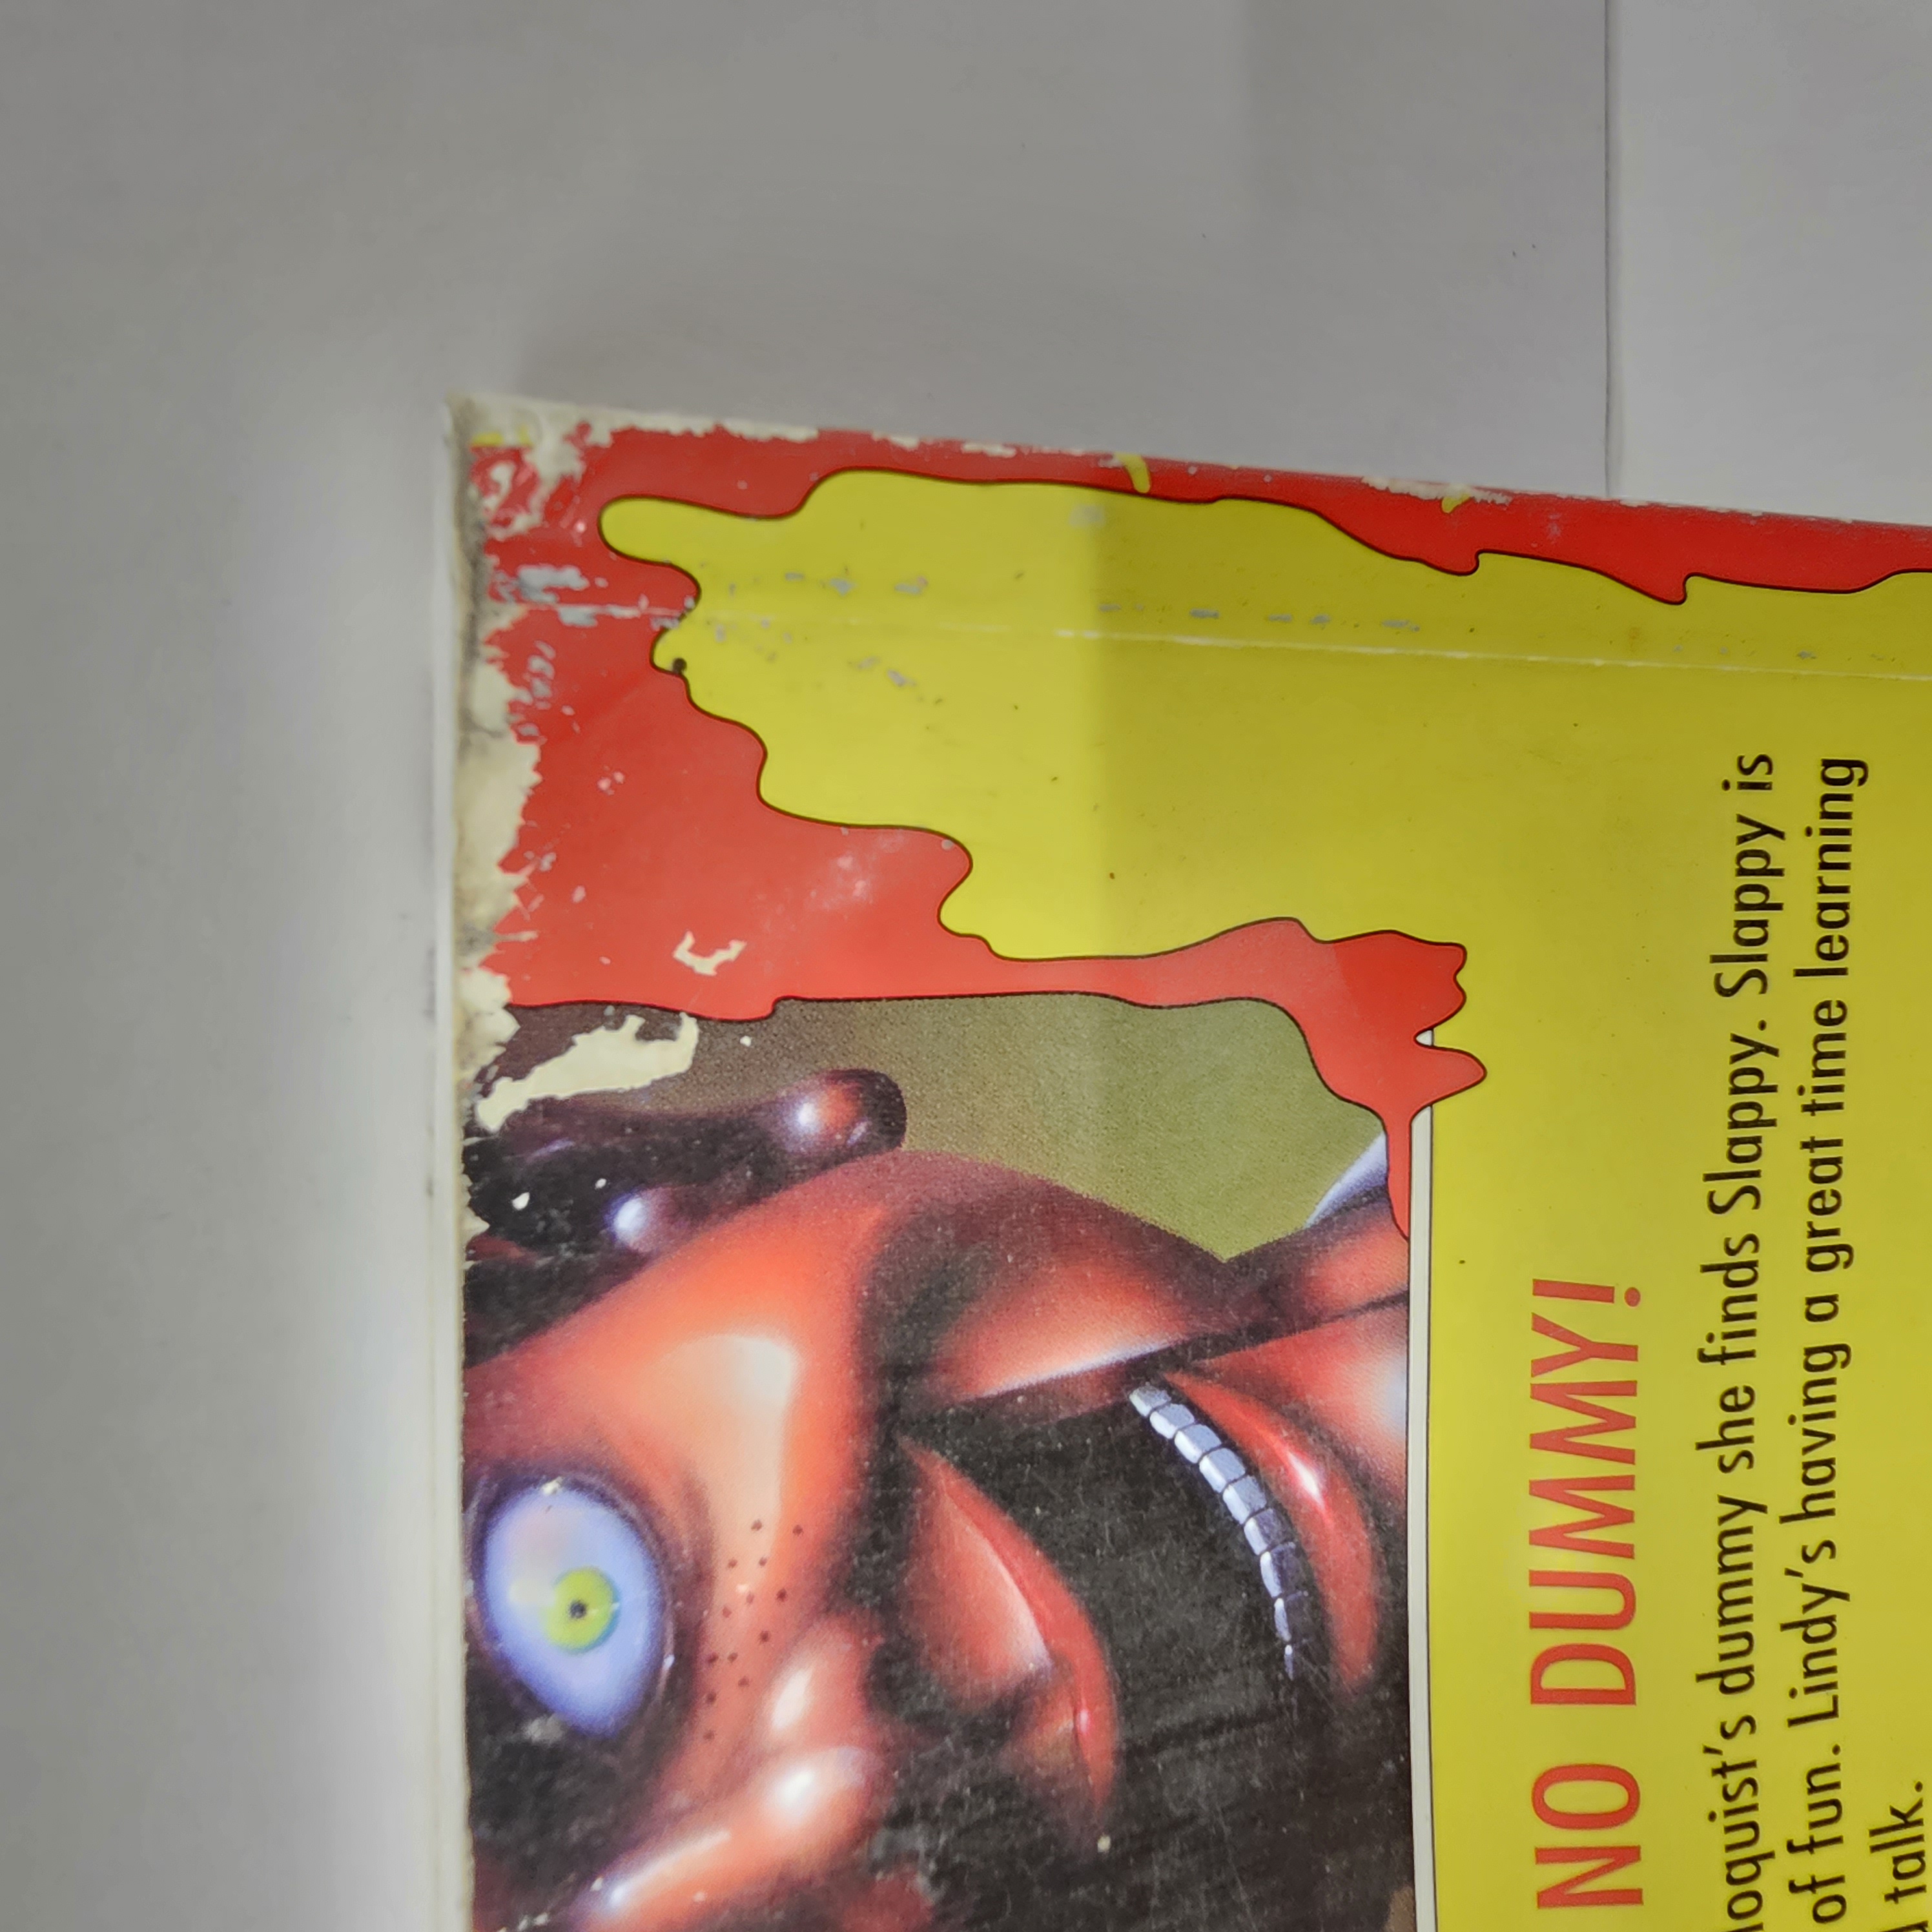 NO DUMMY!
loquist's dummy she finds Slappy. Slappy is
of fun. Lindy's having a great time learning
talk.